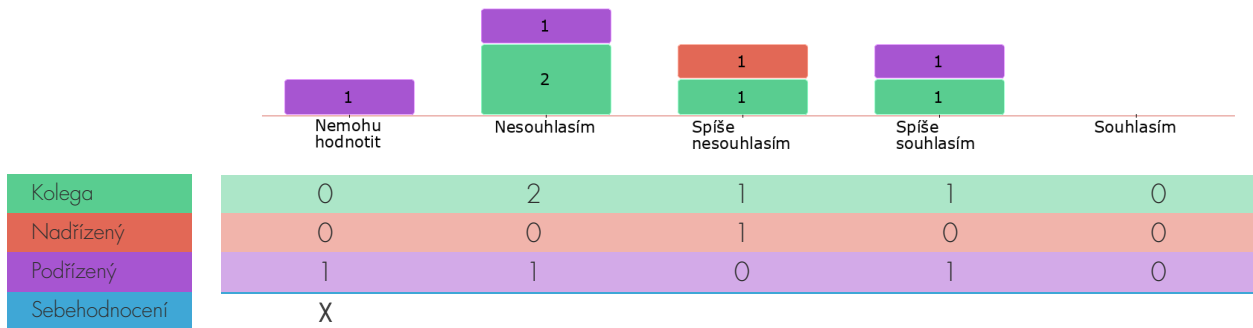 1
1
1
1
2
1
1
1
Nemohu hodnotit
Nesouhlasím
Spíše nesouhlasím
Spíše souhlasím
Souhlasím
Kolega 0 2 1 1 0
Nadřízený 0 0 1 0 0
Podřízený 1 1 0 1 0
Sebehodnocení X